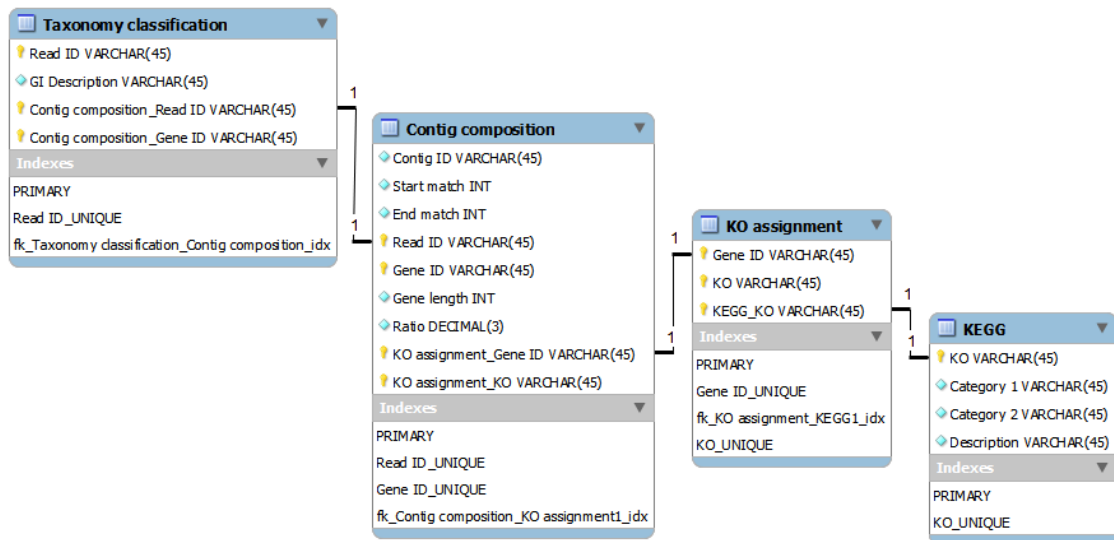 Taxonomy classification
Read ID VARCHAR(45)
GI Description VARCHAR(45)
Contig composition_Read ID VARCHAR(45)
Contig composition_Gene ID VARCHAR(45)
Indexes
PRIMARY
Read ID_UNIQUE
fk_Taxonomy classification_Contig composition_idx
1
1
Contig composition
Contig ID VARCHAR(45)
Start match INT
End match INT
Read ID VARCHAR(45)
Gene ID VARCHAR(45)
Gene length INT
Ratio DECIMAL(3)
KO assignment_Gene ID VARCHAR(45)
KO assignment_KO VARCHAR(45)
Indexes
PRIMARY
Read ID_UNIQUE
Gene ID_UNIQUE
fk_Contig composition_KO assignment1_idx
1
1
KO assignment
Gene ID VARCHAR(45)
KO VARCHAR(45)
KEGG_KO VARCHAR(45)
Indexes
PRIMARY
Gene ID_UNIQUE
fk_KO assignment_KEGG1_idx
KO_UNIQUE
1
1
KEGG
KO VARCHAR(45)
Category 1 VARCHAR(45)
Category 2 VARCHAR(45)
Description VARCHAR(45)
Indexes
PRIMARY
KO_UNIQUE